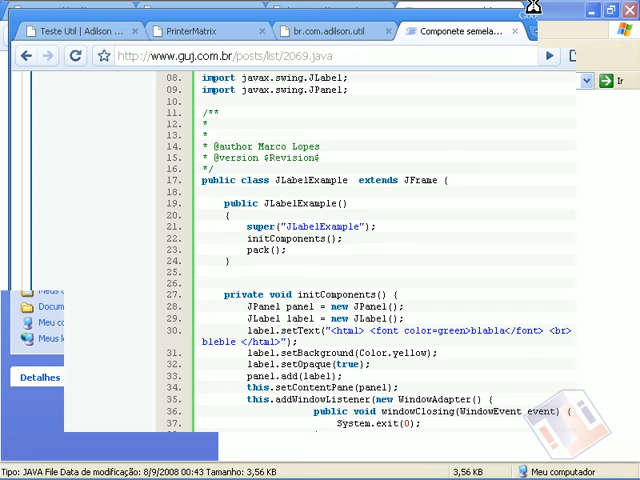 Google
Teste Util | Adilson ...
PrinterMatrix
br.com.adilson.util
Componete semela...
http://www.guj.com.br/posts/list/2069.java
Ir
08. import javax.swing.JLabel;
09. import javax.swing.JPanel;
10.
11. /**
12. *
13. *
14. * @author Marco Lopes
15. * @version $Revision$
16. */
17. public class JLabelExample extends JFrame {
18.
19. public JLabelExample()
20. {
21. super("JLabelExample");
22. initComponents();
23. pack();
24. }
25.
26.
27. private void initComponents() {
28. JPanel panel = new JPanel();
29. JLabel label = new JLabel();
30. label.setText("<html> <font color=green>blabla</font> <br>
bleble </html>");
31. label.setBackground(Color.yellow);
32. label.setOpaque(true);
33. panel.add(label);
34. this.setContentPane(panel);
35. this.addWindowListener(new WindowAdapter() {
36. public void windowClosing(WindowEvent event) {
37. System.exit(0);
Meus
Docum
Meu co
Meus l
Detalhes
Tipo: JAVA File Data de modificação: 8/9/2008 00:43 Tamanho: 3,56 KB
3,56 KB
Meu computador